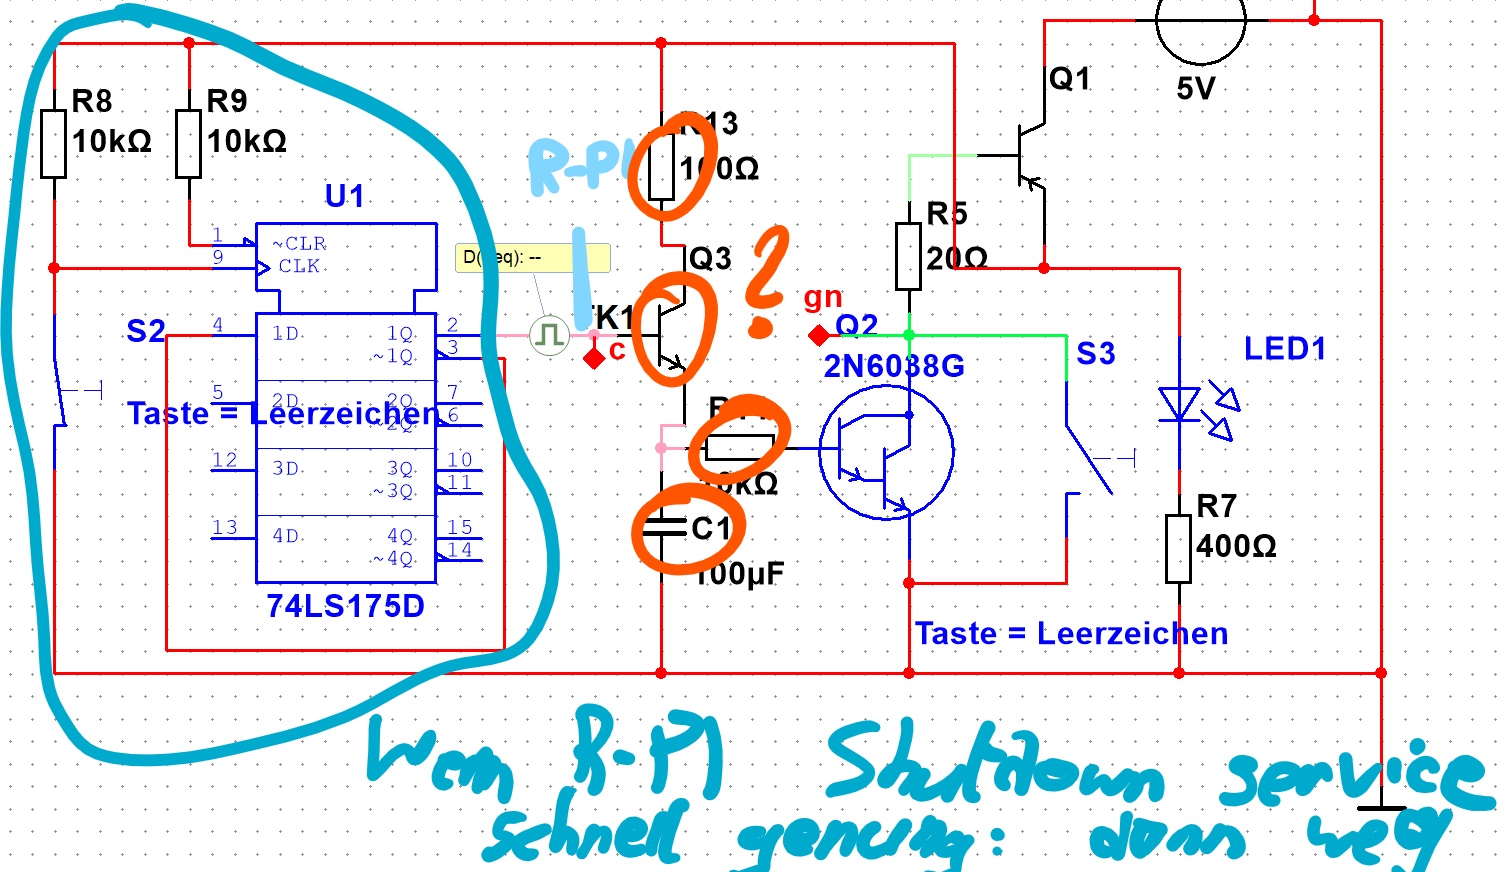 R8
10kΩ
R9
10kΩ
U1
1
~CLR
9
CLK
S2
4
1D
1Q
2
~1Q
3
5
2D
2Q
7
~2Q
6
Taste = Leerzeichen
12
3D
3Q
10
~3Q
11
13
4D
4Q
15
~4Q
14
74LS175D
R-PI
D(req): --
K1
c
R13
100Ω
Q3
?
10kΩ
C1
100µF
gn
Q2
2N6038G
R5
20Ω
Q1
5V
S3
Taste = Leerzeichen
LED1
R7
400Ω
Wenn R-PI Shutdown service
schnell genug: dann weg